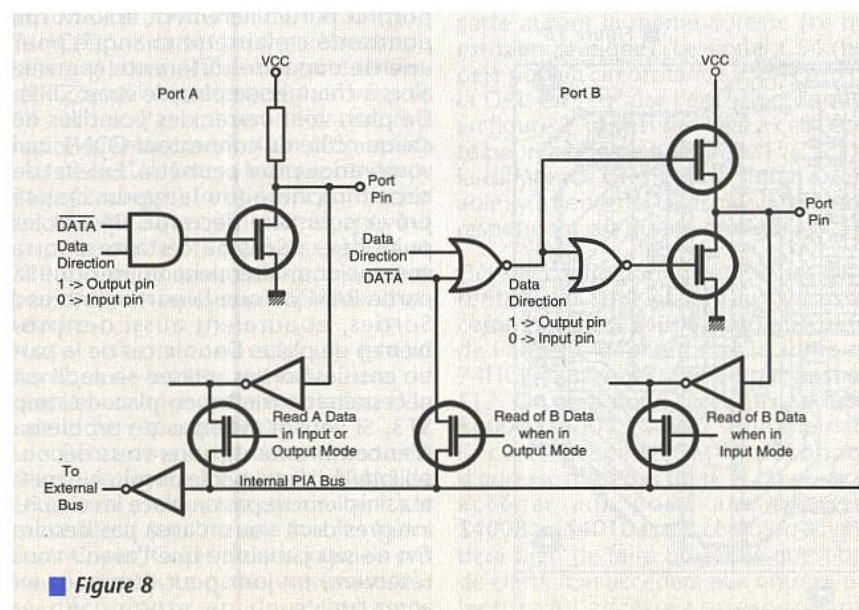 VCC
Port A
Port
Pin
DATA
Data
Direction
1 -> Output pin
0 -> Input pin
Read A Data
in Input or
Output Mode
To
External
Bus
Internal PIA Bus
VCC
Port B
Port
Pin
Data
Direction
DATA
Data
Direction
1 -> Output pin
0 -> Input pin
Read of B Data
when in
Output Mode
Read of B Data
when in
Input Mode
Figure 8